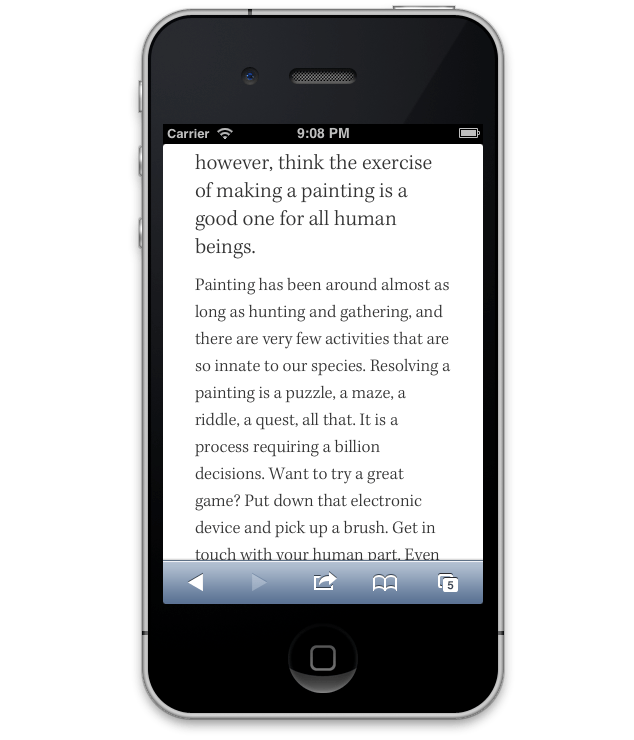 Carrier 9:08 PM
however, think the exercise
of making a painting is a
good one for all human
beings.
Painting has been around almost as
long as hunting and gathering, and
there are very few activities that are
so innate to our species. Resolving a
painting is a puzzle, a maze, a
riddle, a quest, all that. It is a
process requiring a billion
decisions. Want to try a great
game? Put down that electronic
device and pick up a brush. Get in
touch with your human part. Even
5